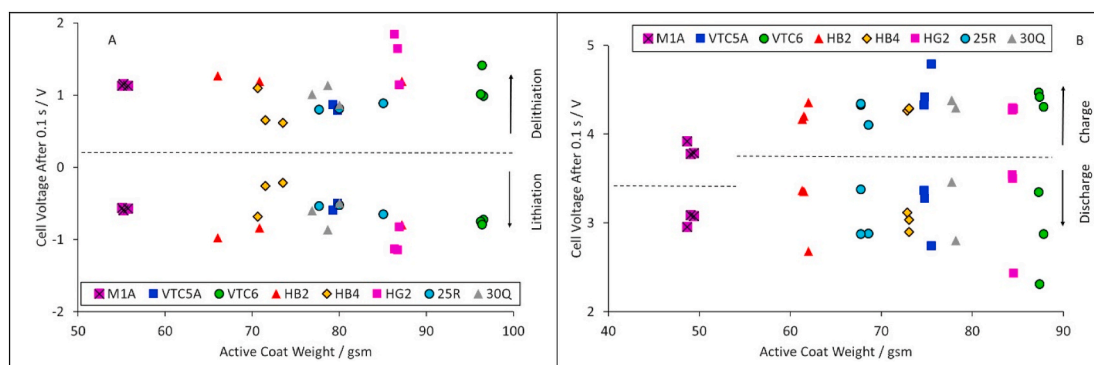 A
2
1
0
-1
-2
Cell Voltage After 0.1 s / V
Delithiation
Lithiation
M1A VTC5A VTC6 HB2 HB4 HG2 25R 30Q
50 60 70 80 90 100
Active Coat Weight / gsm
M1A VTC5A VTC6 HB2 HB4 HG2 25R 30Q
B
5
4
3
2
Cell Voltage After 0.1 s / V
Charge
Discharge
40 50 60 70 80 90
Active Coat Weight / gsm